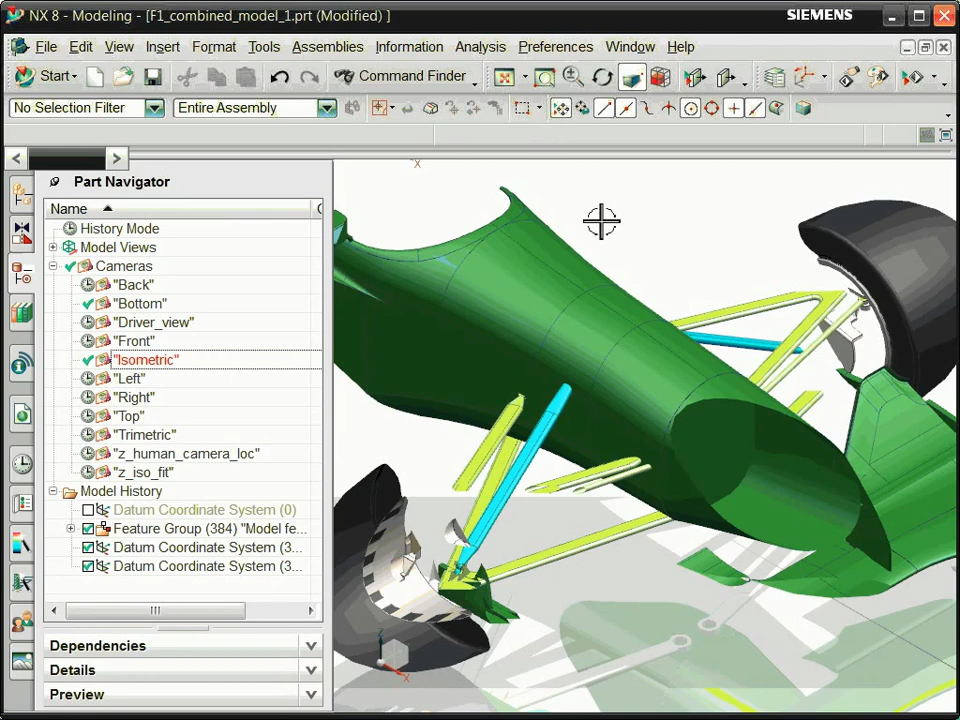 NX 8 - Modeling - [F1_combined_model_1.prt (Modified) ]
SIEMENS
File Edit View Insert Format Tools Assemblies Information Analysis Preferences Window Help
Start Command Finder
No Selection Filter Entire Assembly
X
Part Navigator
Name C
History Mode
Model Views
Cameras
"Back"
"Bottom"
"Driver_view"
"Front"
"Isometric"
"Left"
"Right"
"Top"
"Trimetric"
"z_human_camera_loc"
"z_iso_fit"
Model History
Datum Coordinate System (0)
Feature Group (384) "Model fe...
Datum Coordinate System (3...
Datum Coordinate System (3...
Dependencies
Details
Preview
Z
X